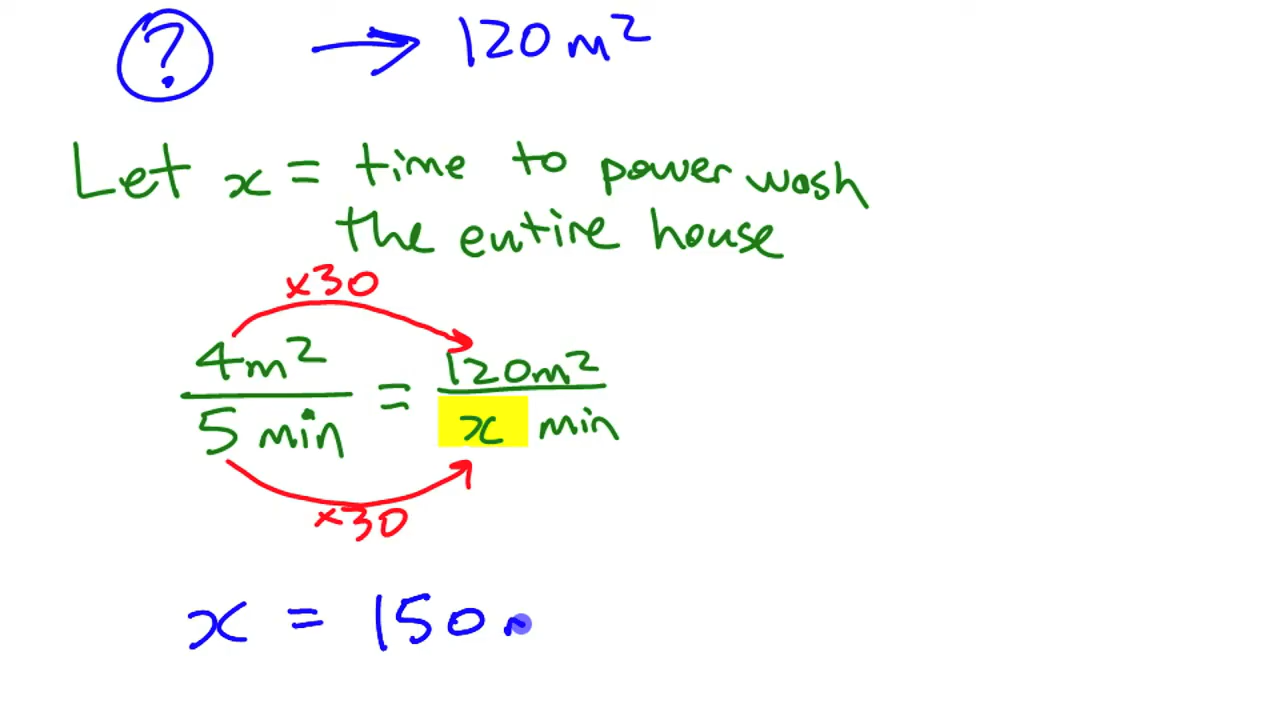 ? → 120 m²
Let x = time to power wash
the entire house
×30
4m² = 120m²
5 min x min
×30
x = 150